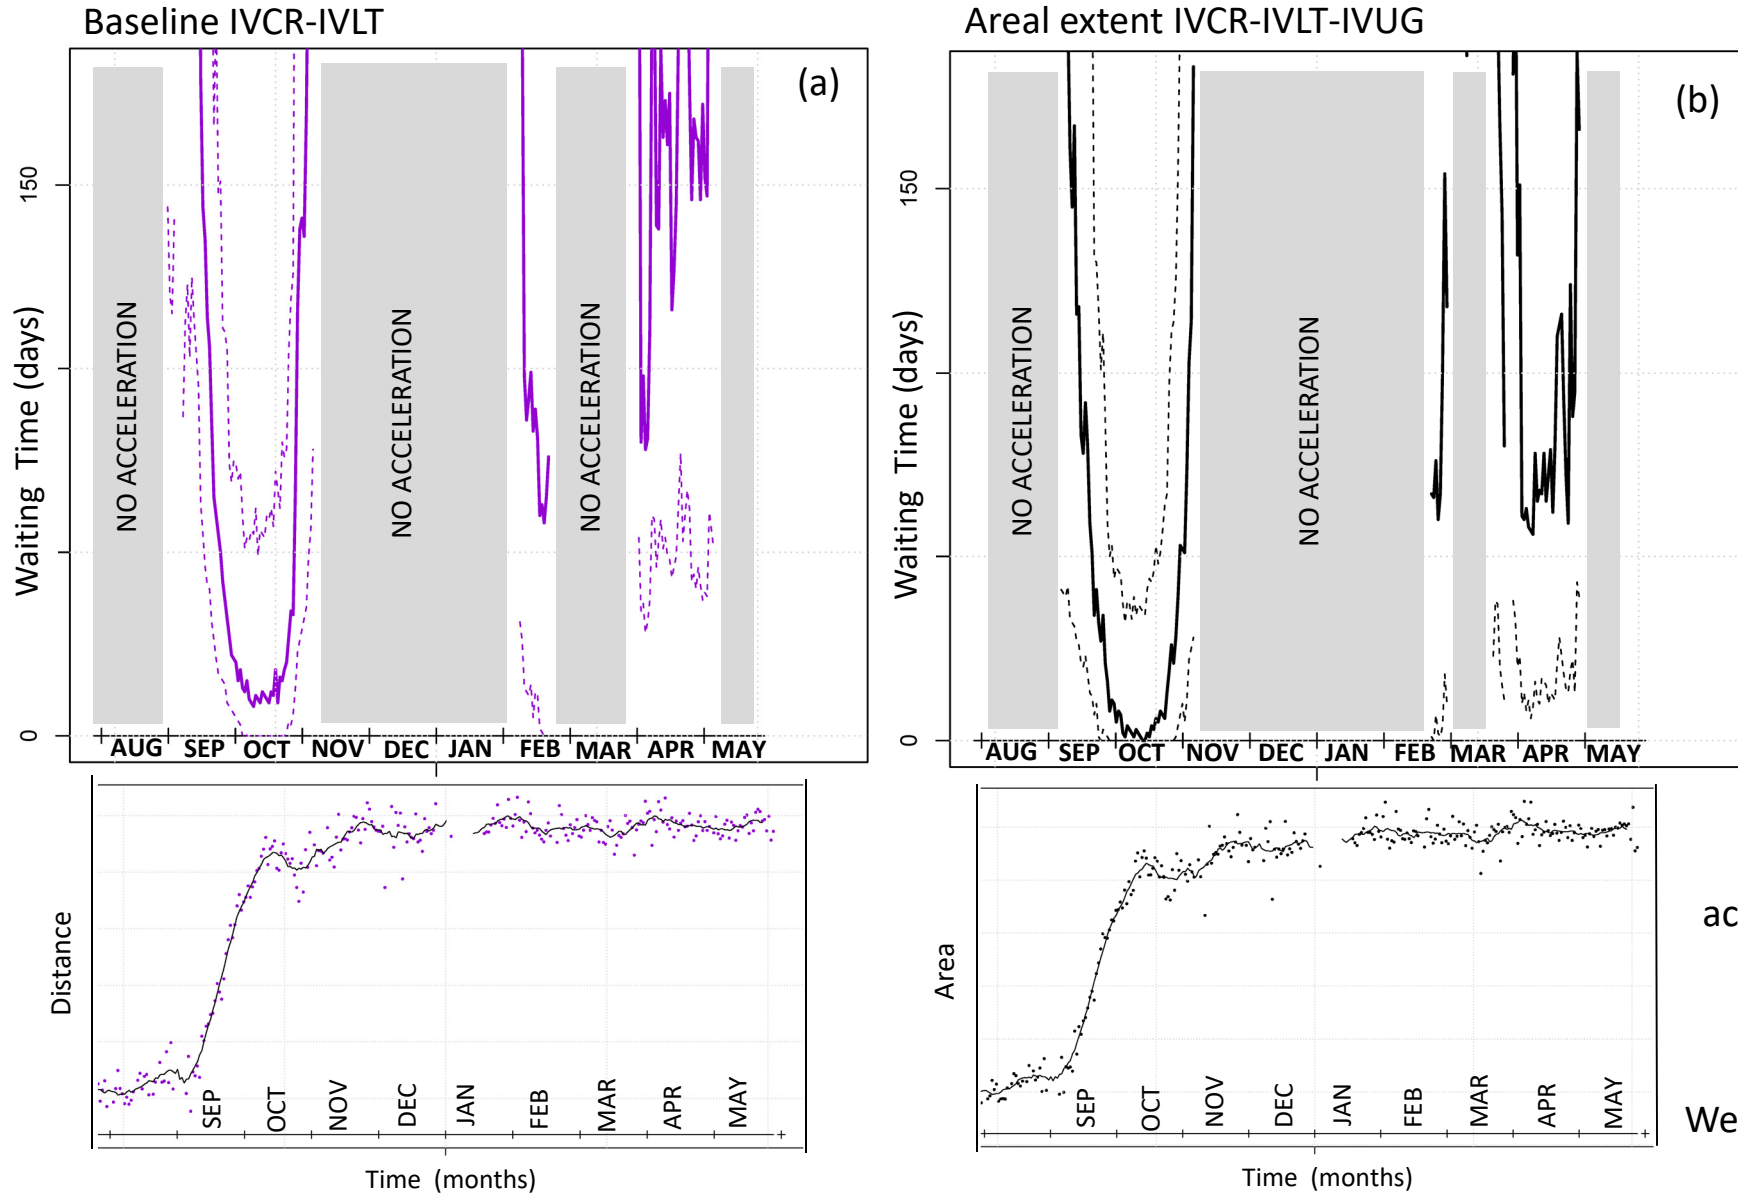 Baseline IVCR-IVLT
Areal extent IVCR-IVLT-IVUG
(a)
(b)
Waiting Time (days)
150
0
NO ACCELERATION
NO ACCELERATION
NO ACCELERATION
AUG SEP OCT NOV DEC JAN FEB MAR APR MAY
Waiting Time (days)
150
0
NO ACCELERATION
NO ACCELERATION
AUG SEP OCT NOV DEC JAN FEB MAR APR MAY
Distance
SEP OCT NOV DEC JAN FEB MAR APR MAY
Time (months)
Area
SEP OCT NOV DEC JAN FEB MAR APR MAY
Time (months)
ac
We